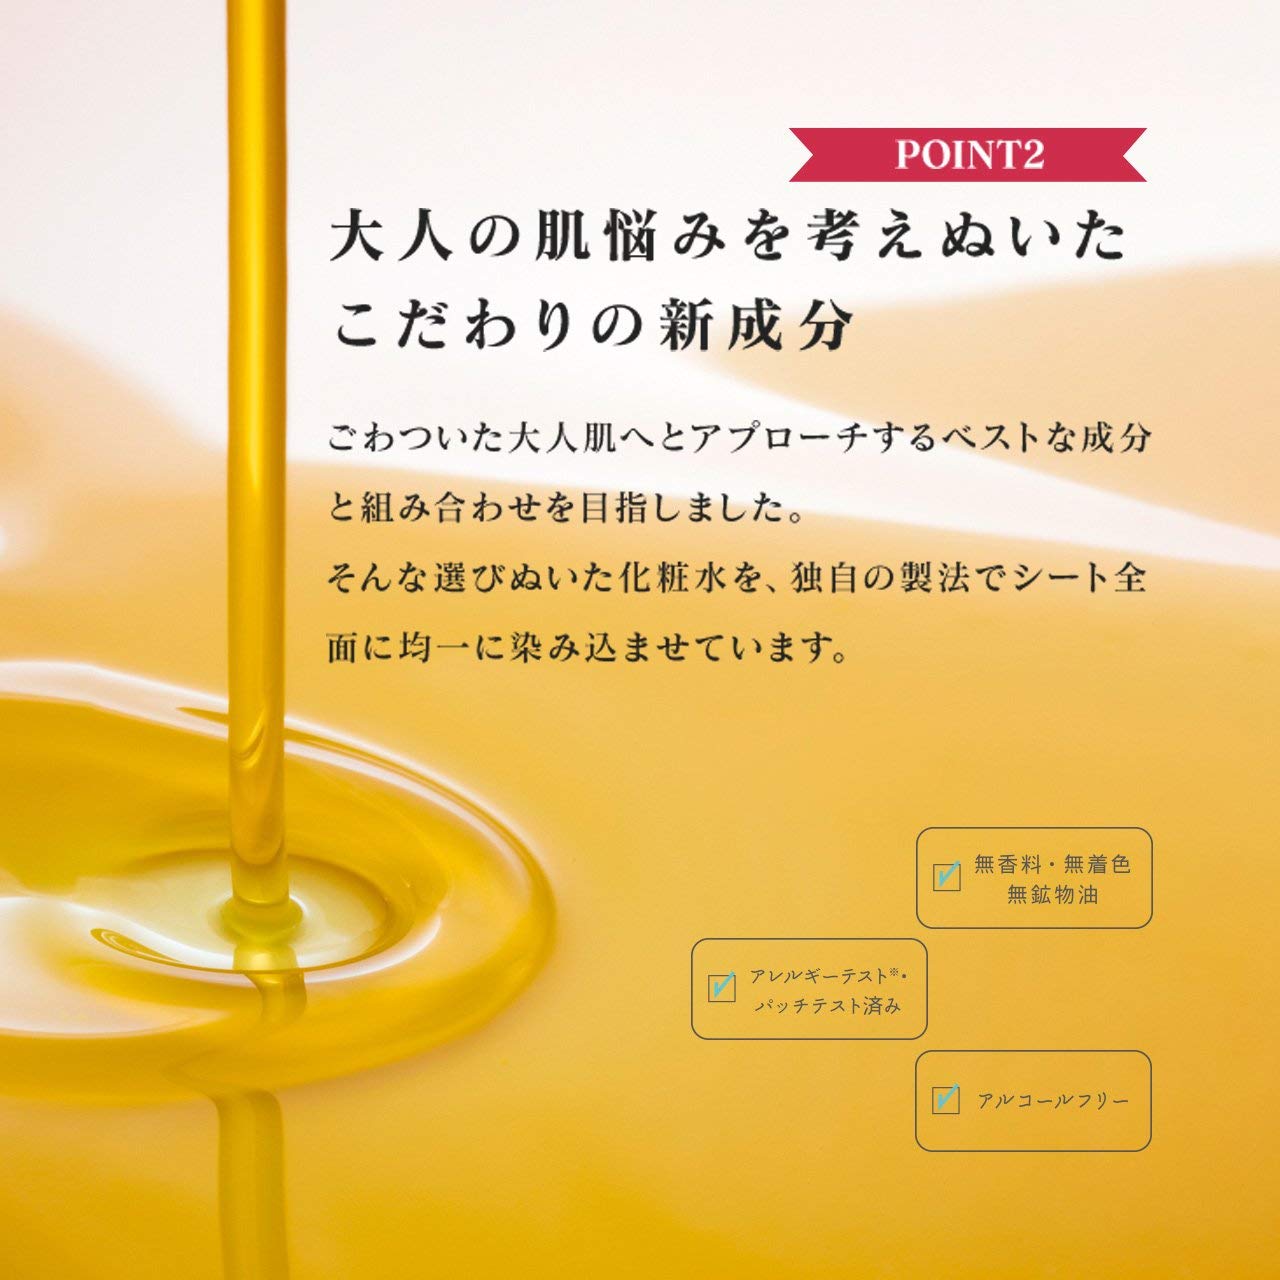 POINT2
大人の肌悩みを考えぬいた
こだわりの新成分
ごわついた大人肌へとアプローチするベストな成分
と組み合わせを目指しました。
そんな選びぬいた化粧水を、独自の製法でシート全
面に均一に染み込ませています。
無香料・無着色
無鉱物油
アレルギーテスト※・
パッチテスト済み
アルコールフリー